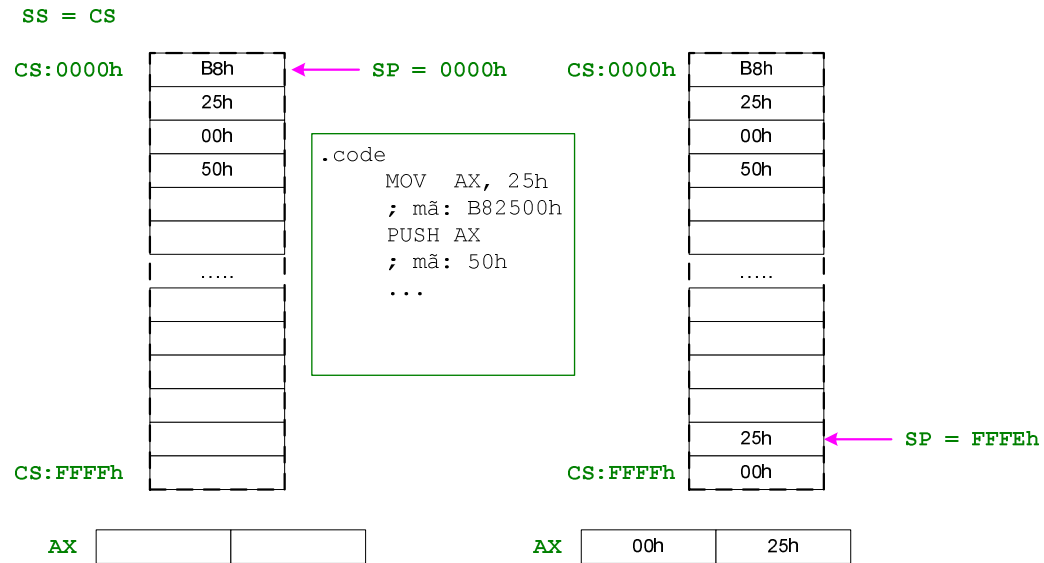 SS = CS
CS:0000h B8h SP = 0000h CS:0000h B8h
25h 25h
00h 00h
50h 50h
.code
MOV AX, 25h
; mã: B82500h
PUSH AX
; mã: 50h
...
..... .....
25h SP = FFFEh
CS:FFFFh CS:FFFFh 00h
AX AX 00h 25h